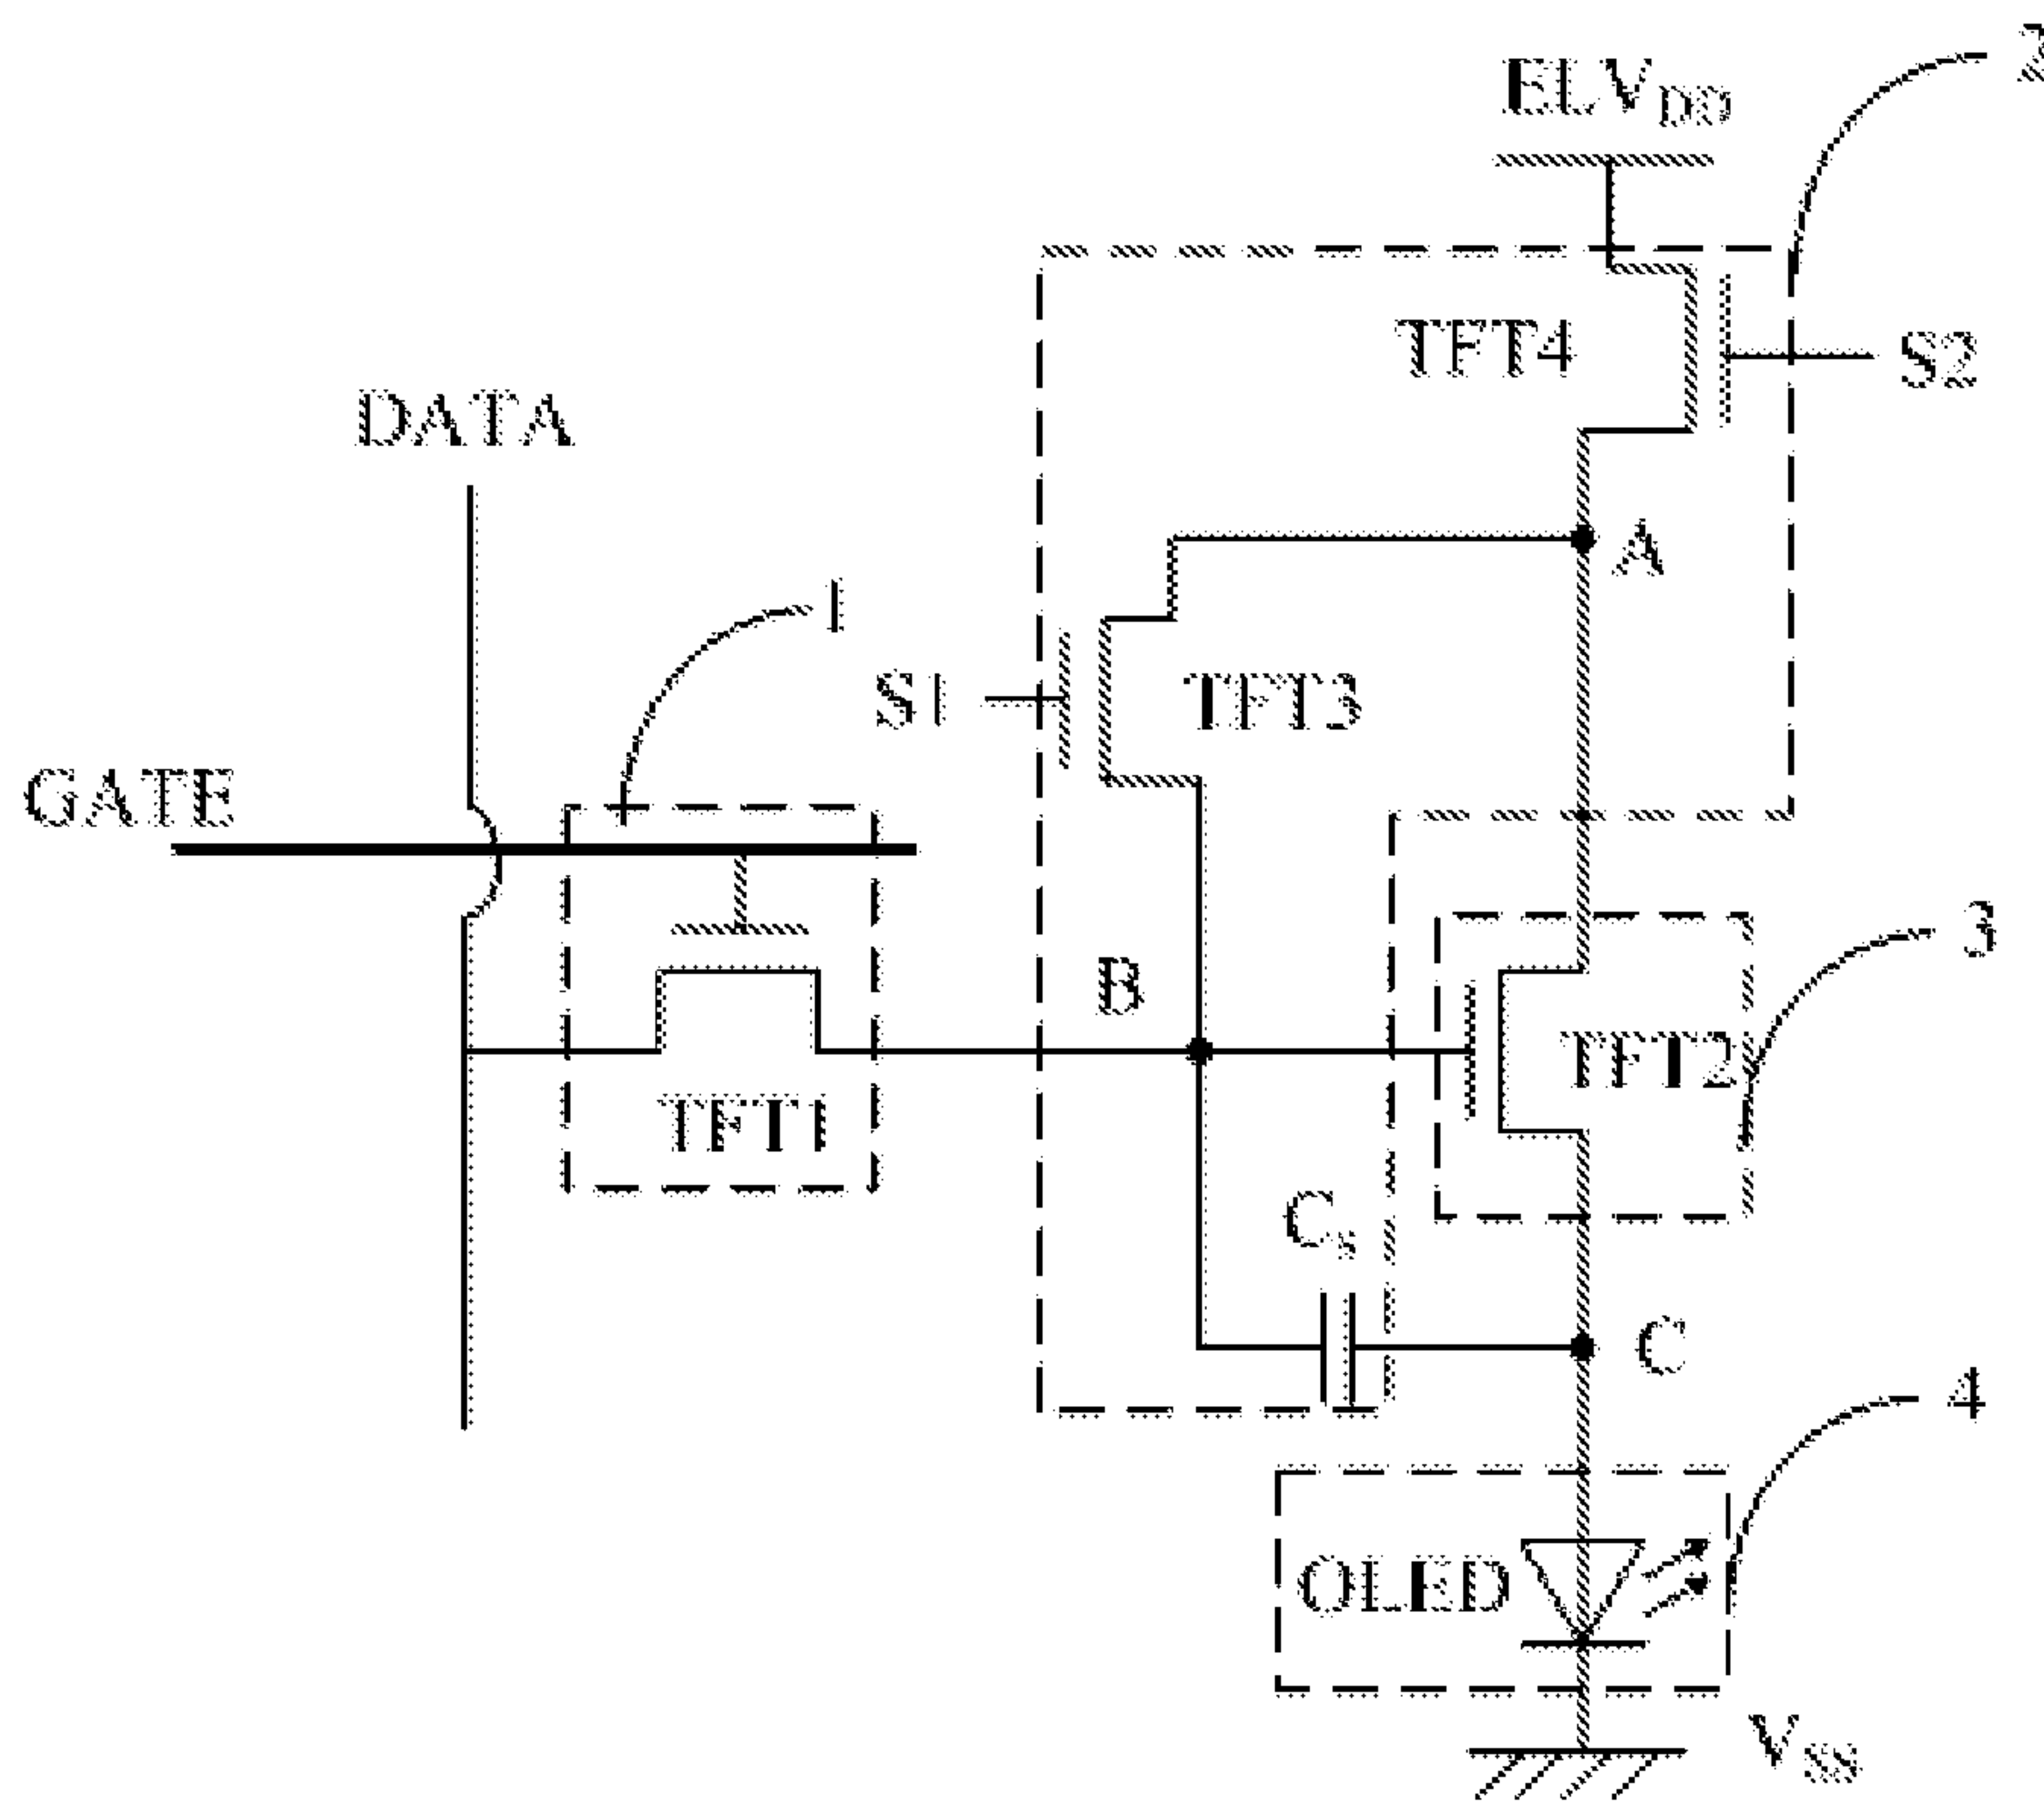 2
ELVDD
TFT4
S2
DATA
A
1
S1
TFT3
GATE
3
B
TFT2
TFT1
Cs
C
4
OLED
VSS